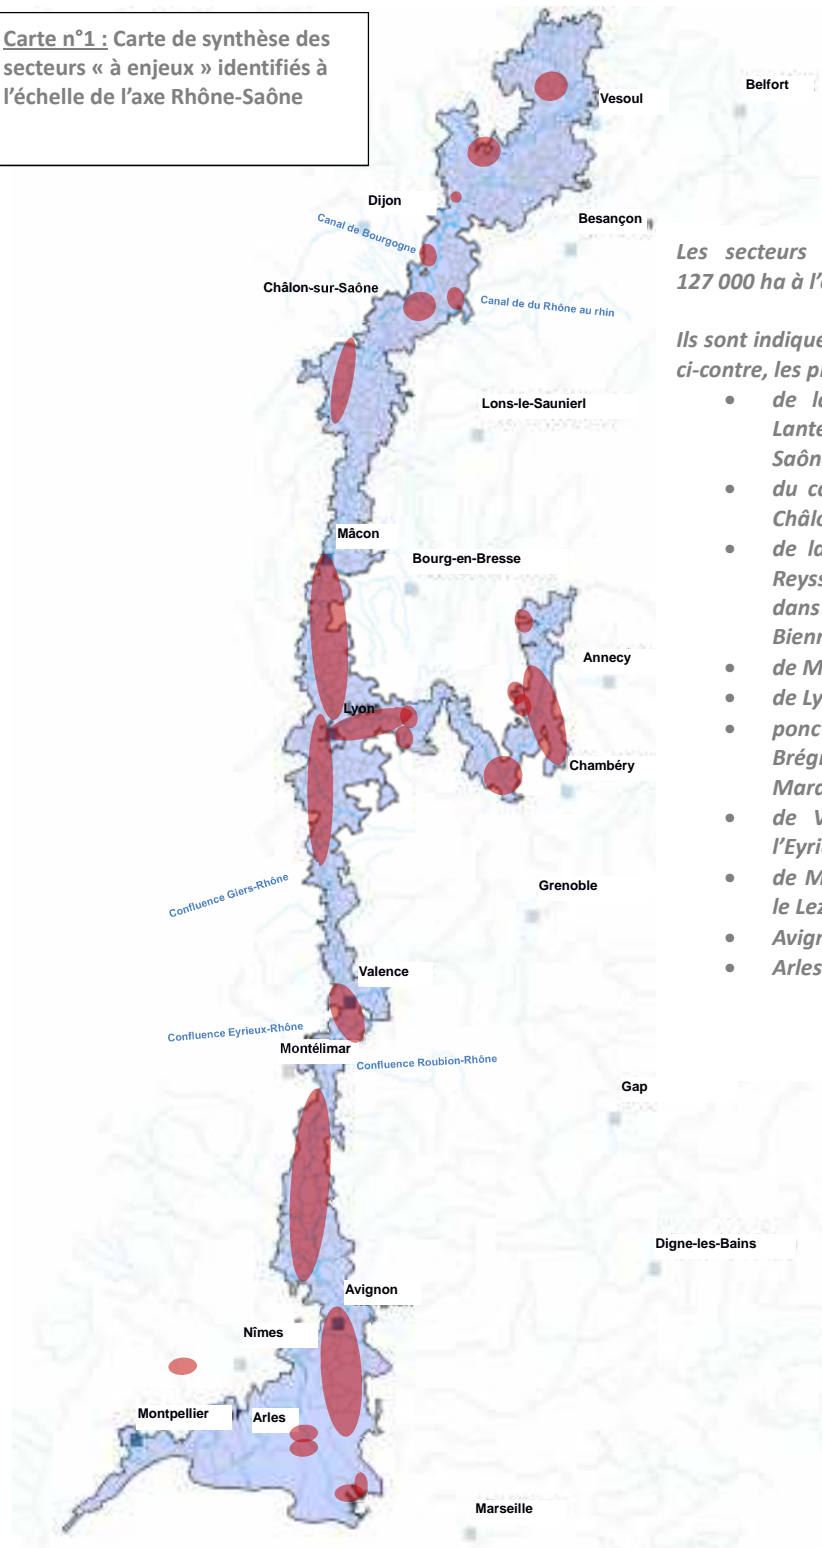 Carte n°1 : Carte de synthèse des
secteurs « à enjeux » identifiés à
l’échelle de l’axe Rhône-Saône
Belfort
Vesoul
Dijon
Besançon
Canal de Bourgogne
Châlon-sur-Saône
Canal de du Rhône au rhin
Lons-le-Saunierl
Mâcon
Bourg-en-Bresse
Annecy
Lyon
Chambéry
Confluence Giers-Rhône
Grenoble
Valence
Confluence Eyrieux-Rhône
Montélimar
Confluence Roubion-Rhône
Gap
Digne-les-Bains
Avignon
Nîmes
Montpellier
Arles
Marseille
Les secteurs
127 000 ha à l’
Ils sont indiqué
ci-contre, les p
• de la
Lante
Saôn
• du c
Châlo
• de la
Reyss
dans
Bien
• de M
• de Ly
• ponc
Brég
Mara
• de V
l’Eyri
• de M
le Lez
• Avign
• Arles